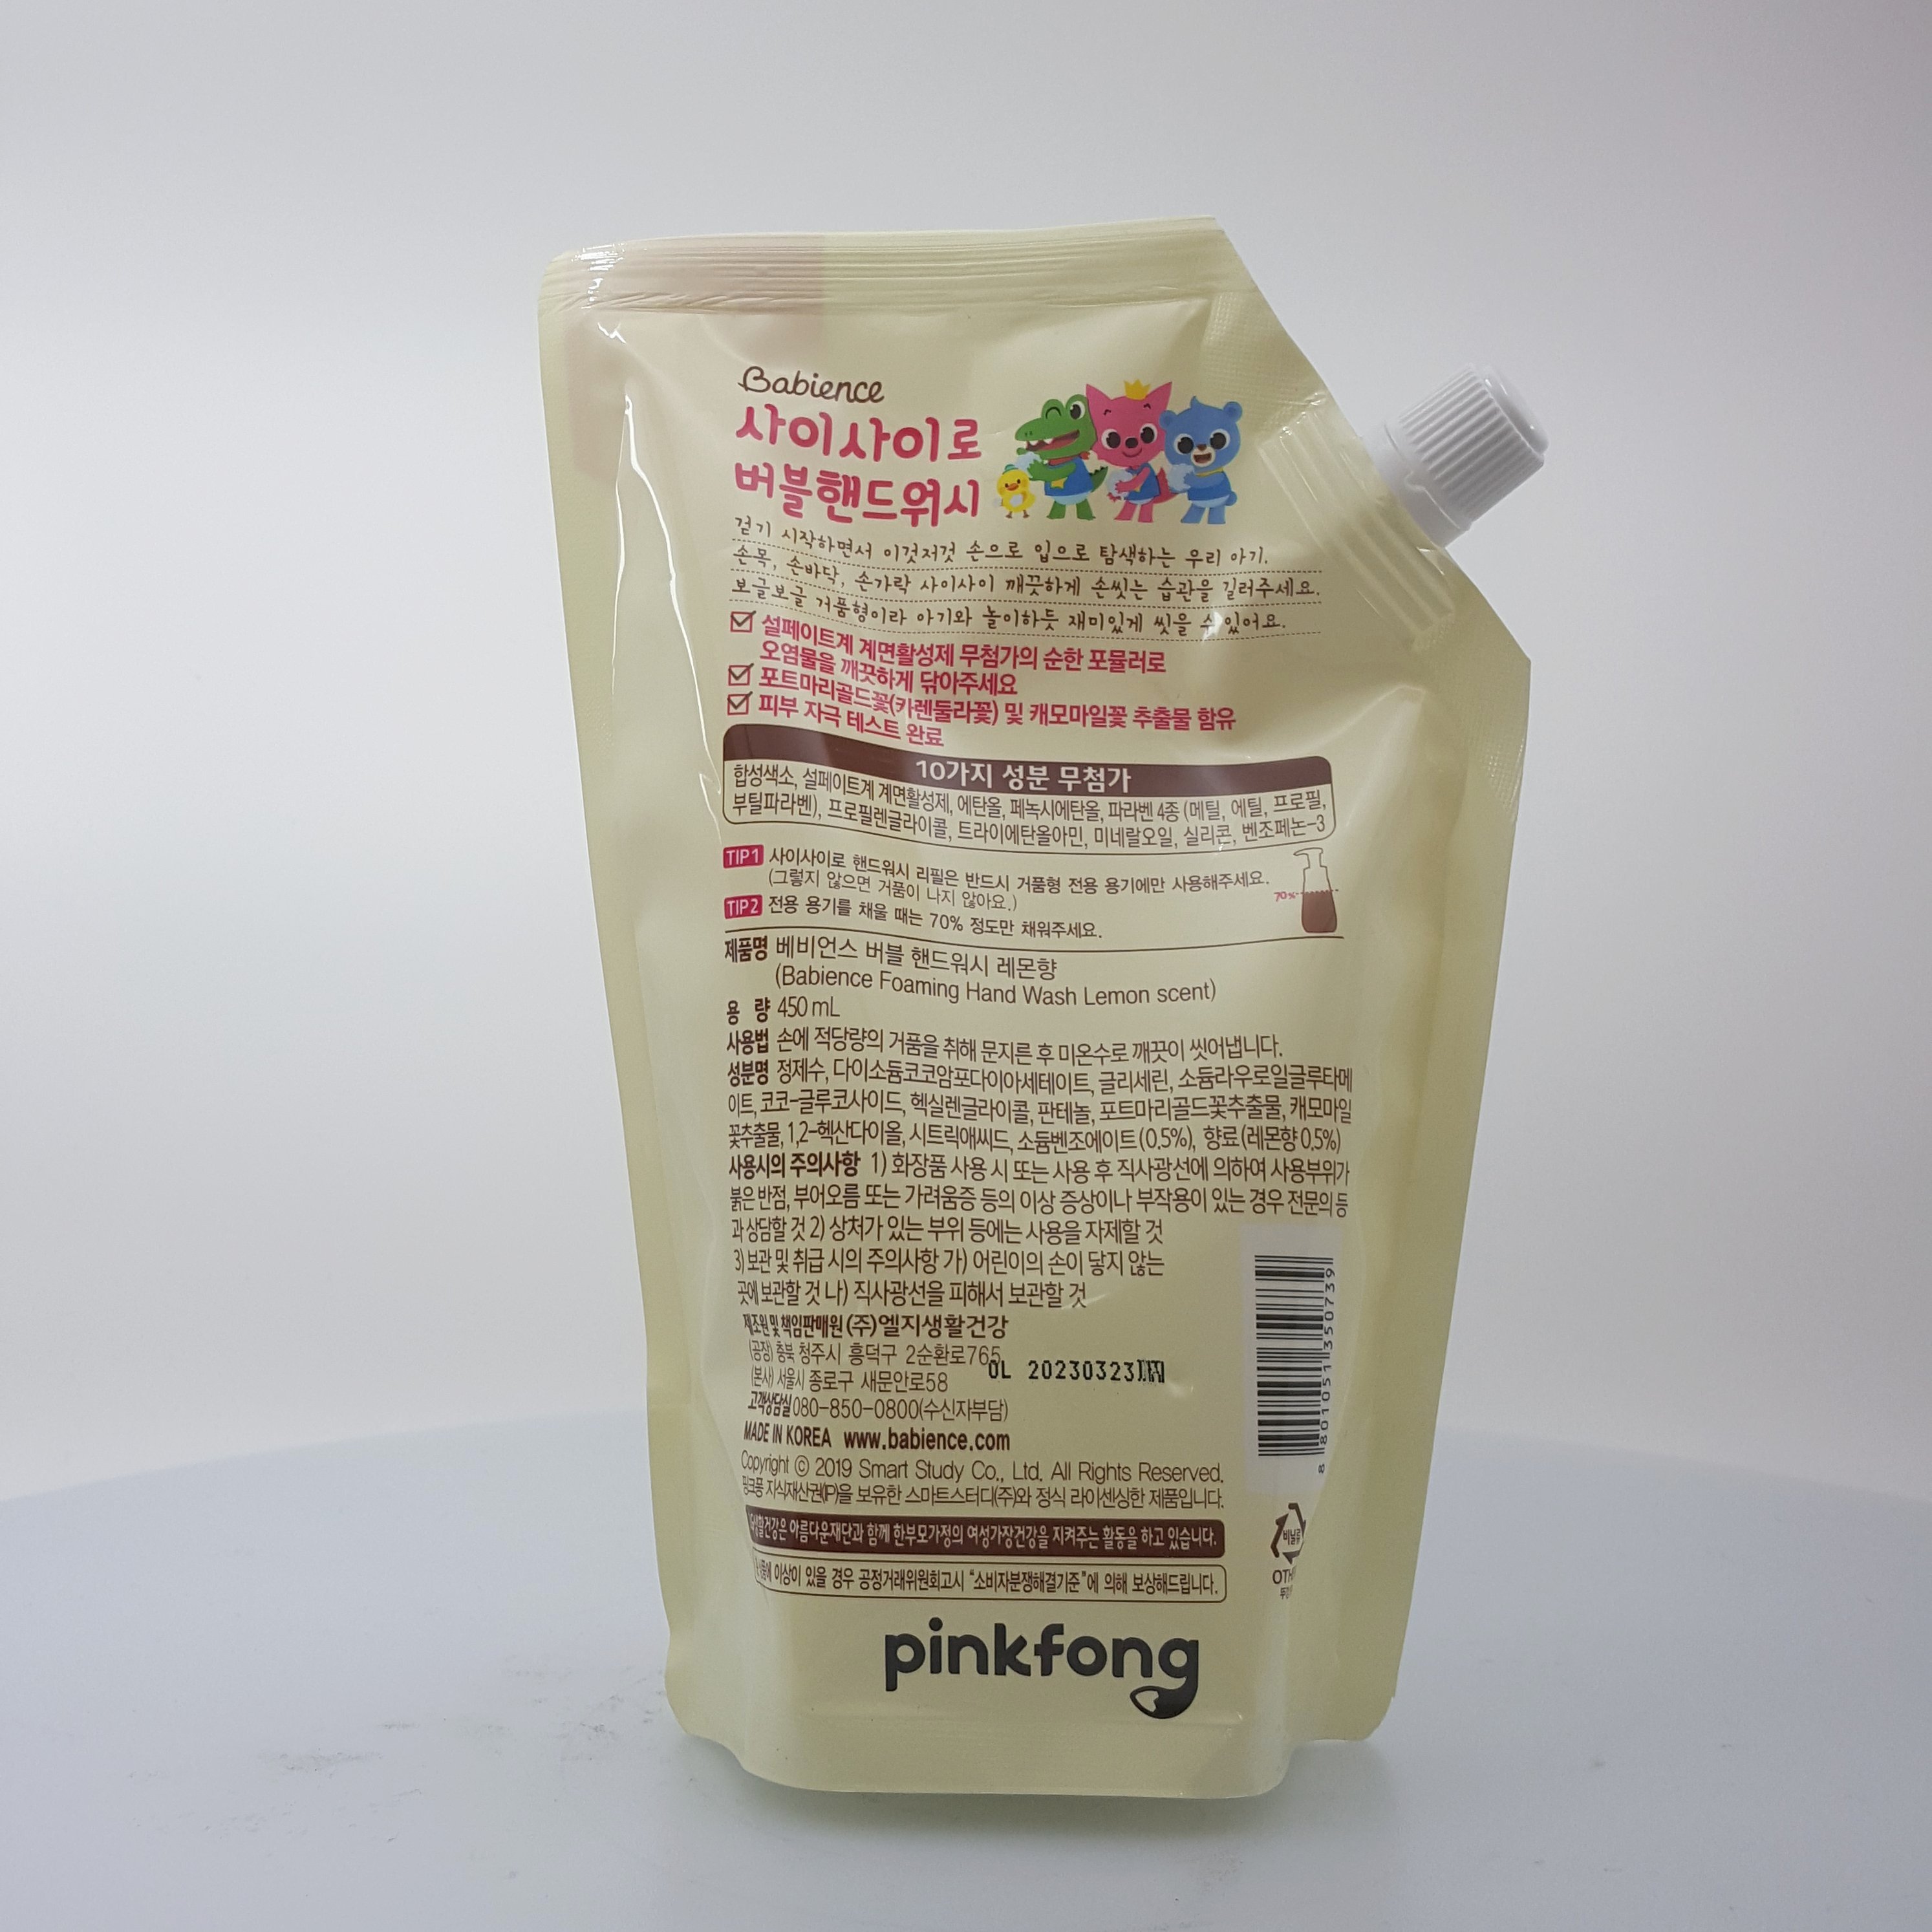 Babience
사이사이로
버블핸드워시
걷기 시작하면서 이것저것 손으로 입으로 탐색하는 우리 아기.
손목, 손바닥, 손가락 사이사이 깨끗하게 손씻는 습관을 길러주세요.
보글보글 거품형이라 아기와 놀이하듯 재미있게 씻을 수 있어요.
설페이트계 계면활성제 무첨가의 순한 포뮬러로
오염물을 깨끗하게 닦아주세요
포트마리골드꽃(카렌둘라꽃) 및 캐모마일꽃 추출물 함유
피부 자극 테스트 완료
10가지 성분 무첨가
합성색소, 설페이트계 계면활성제, 에탄올, 페녹시에탄올, 파라벤 4종 (메틸, 에틸, 프로필,
부틸파라벤), 프로필렌글라이콜, 트라이에탄올아민, 미네랄오일, 실리콘, 벤조페논-3
TIP1 사이사이로 핸드워시 리필은 반드시 거품형 전용 용기에만 사용해주세요.
(그렇지 않으면 거품이 나지 않아요.)
70%
TIP2 전용 용기를 채울 때는 70% 정도만 채워주세요.
제품명 베비언스 버블 핸드워시 레몬향
(Babience Foaming Hand Wash Lemon scent)
용 량 450 mL
사용법 손에 적당량의 거품을 취해 문지른 후 미온수로 깨끗이 씻어냅니다.
성분명 정제수, 다이소듐코코암포다이아세테이트, 글리세린, 소듐라우로일글루타메
이트, 코코-글루코사이드, 헥실렌글라이콜, 판테놀, 포트마리골드꽃추출물, 캐모마일
꽃추출물, 1,2-헥산다이올, 시트릭애씨드, 소듐벤조에이트(0.5%), 향료(레몬향 0.5%)
사용시의 주의사항 1) 화장품 사용 시 또는 사용 후 직사광선에 의하여 사용부위가
붉은 반점, 부어오름 또는 가려움증 등의 이상 증상이나 부작용이 있는 경우 전문의 등
과 상담할 것 2) 상처가 있는 부위 등에는 사용을 자제할 것
3) 보관 및 취급 시의 주의사항 가) 어린이의 손이 닿지 않는
곳에 보관할 것 나) 직사광선을 피해서 보관할 것
제조원 및 책임판매원 (주)엘지생활건강
(공장) 충북 청주시 흥덕구 2순환로765
0L 20230323
(본사) 서울시 종로구 새문안로58
고객상담실 080-850-0800(수신자부담)
MADE IN KOREA www.babience.com
Copyright ⓒ 2019 Smart Study Co., Ltd. All Rights Reserved.
핑크퐁 지식재산권(IP)을 보유한 스마트스터디(주)와 정식 라이센싱한 제품입니다.
아름다운재단과 함께 한부모가정의 여성가장건강을 지켜주는 활동을 하고 있습니다.
이상이 있을 경우 공정거래위원회고시 "소비자분쟁해결기준"에 의해 보상해드립니다.
8 801051 350739
비닐류
pinkfong